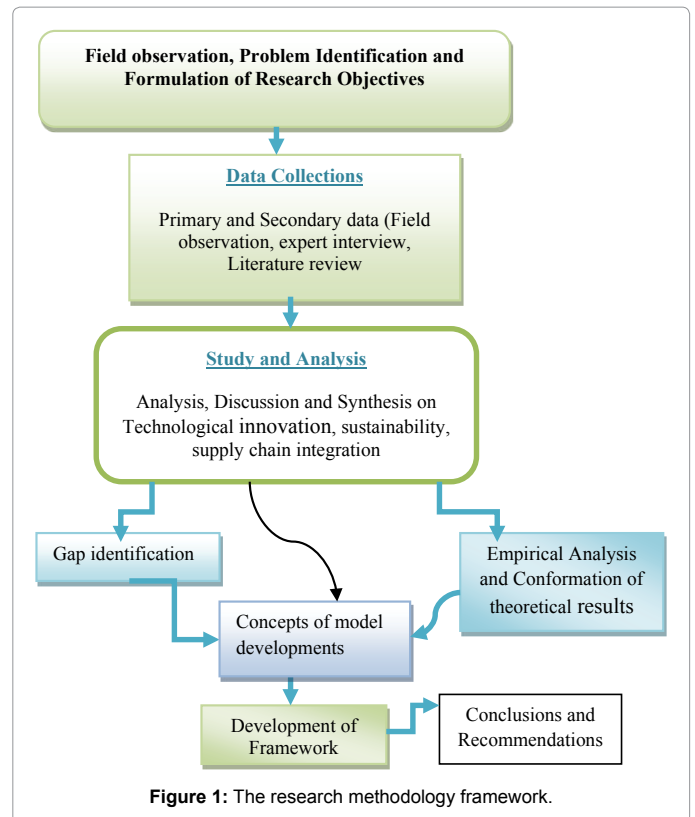 Field observation, Problem Identification and
Formulation of Research Objectives
Data Collections
Primary and Secondary data (Field
observation, expert interview,
Literature review
Study and Analysis
Analysis, Discussion and Synthesis on
Technological innovation, sustainability,
supply chain integration
Gap identification
Empirical Analysis
and Conformation of
theoretical results
Concepts of model
developments
Development of
Framework
Conclusions and
Recommendations
Figure 1: The research methodology framework.